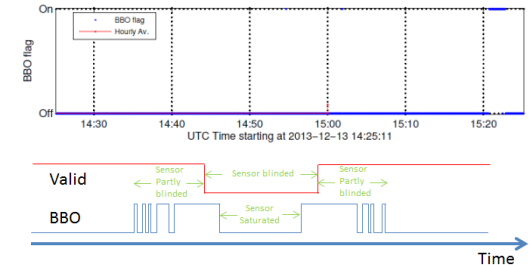 On
BBO flag
Hourly Av.
BBO flag
Off
14:30 14:40 14:50 15:00 15:10 15:20
UTC Time starting at 2013-12-13 14:25:11
Valid
Sensor
Partly
blinded
Sensor blinded
Sensor
Partly
blinded
BBO
Sensor
Saturated
Time